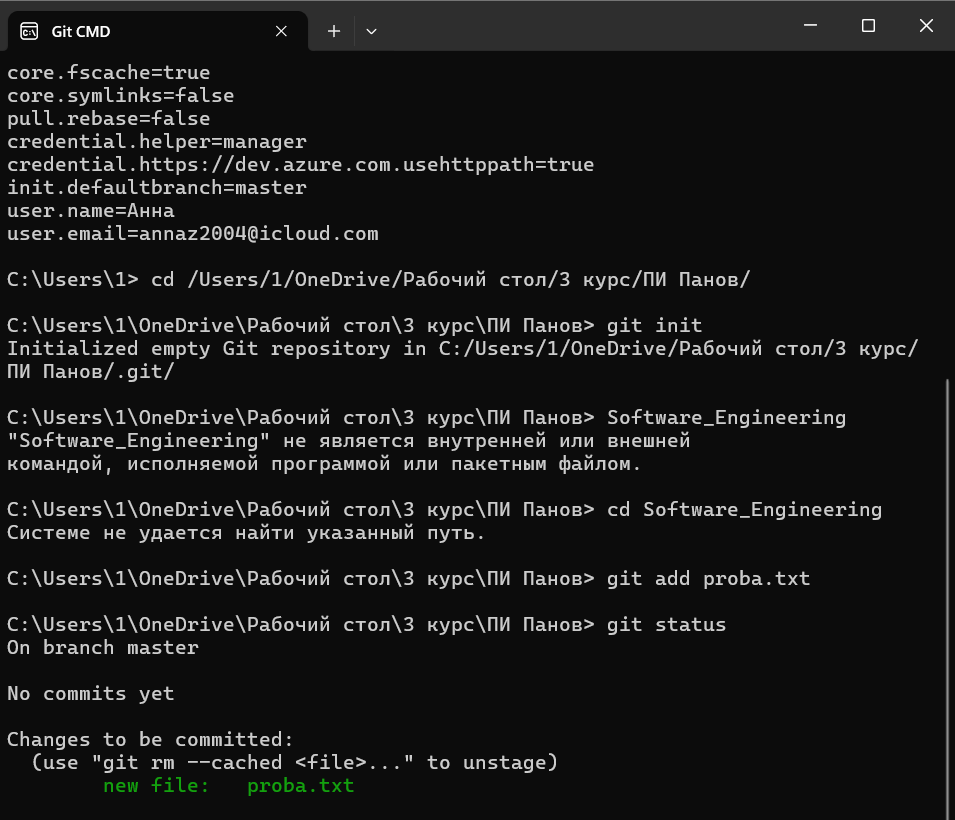 Git CMD
core.fscache=true
core.symlinks=false
pull.rebase=false
credential.helper=manager
credential.https://dev.azure.com.usehttppath=true
init.defaultbranch=master
user.name=Анна
user.email=annaz2004@icloud.com
C:\Users\1> cd /Users/1/OneDrive/Рабочий стол/3 курс/ПИ Панов/
C:\Users\1\OneDrive\Рабочий стол\3 курс\ПИ Панов> git init
Initialized empty Git repository in C:/Users/1/OneDrive/Рабочий стол/3 курс/
ПИ Панов/.git/
C:\Users\1\OneDrive\Рабочий стол\3 курс\ПИ Панов> Software_Engineering
"Software_Engineering" не является внутренней или внешней
командой, исполняемой программой или пакетным файлом.
C:\Users\1\OneDrive\Рабочий стол\3 курс\ПИ Панов> cd Software_Engineering
Системе не удается найти указанный путь.
C:\Users\1\OneDrive\Рабочий стол\3 курс\ПИ Панов> git add proba.txt
C:\Users\1\OneDrive\Рабочий стол\3 курс\ПИ Панов> git status
On branch master
No commits yet
Changes to be committed:
  (use "git rm --cached <file>..." to unstage)
        new file:   proba.txt